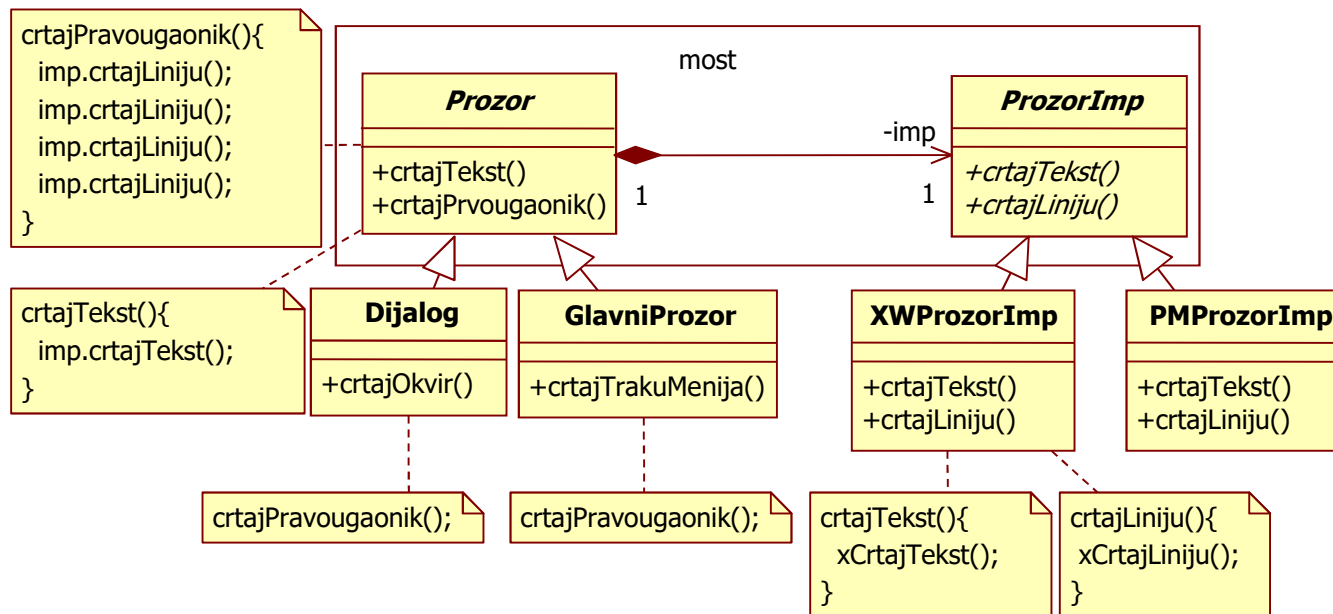 crtajPravougaonik(){
imp.crtajLiniju();
imp.crtajLiniju();
imp.crtajLiniju();
imp.crtajLiniju();
}
most
Prozor
+crtajTekst()
+crtajPrvougaonik()
1
-imp
1
ProzorImp
+crtajTekst()
+crtajLiniju()
crtajTekst(){
imp.crtajTekst();
}
Dijalog
+crtajOkvir()
GlavniProzor
+crtajTrakuMenija()
XWProzorImp
+crtajTekst()
+crtajLiniju()
PMProzorImp
+crtajTekst()
+crtajLiniju()
crtajPravougaonik();
crtajPravougaonik();
crtajTekst(){
xCrtajTekst();
}
crtajLiniju(){
xCrtajLiniju();
}